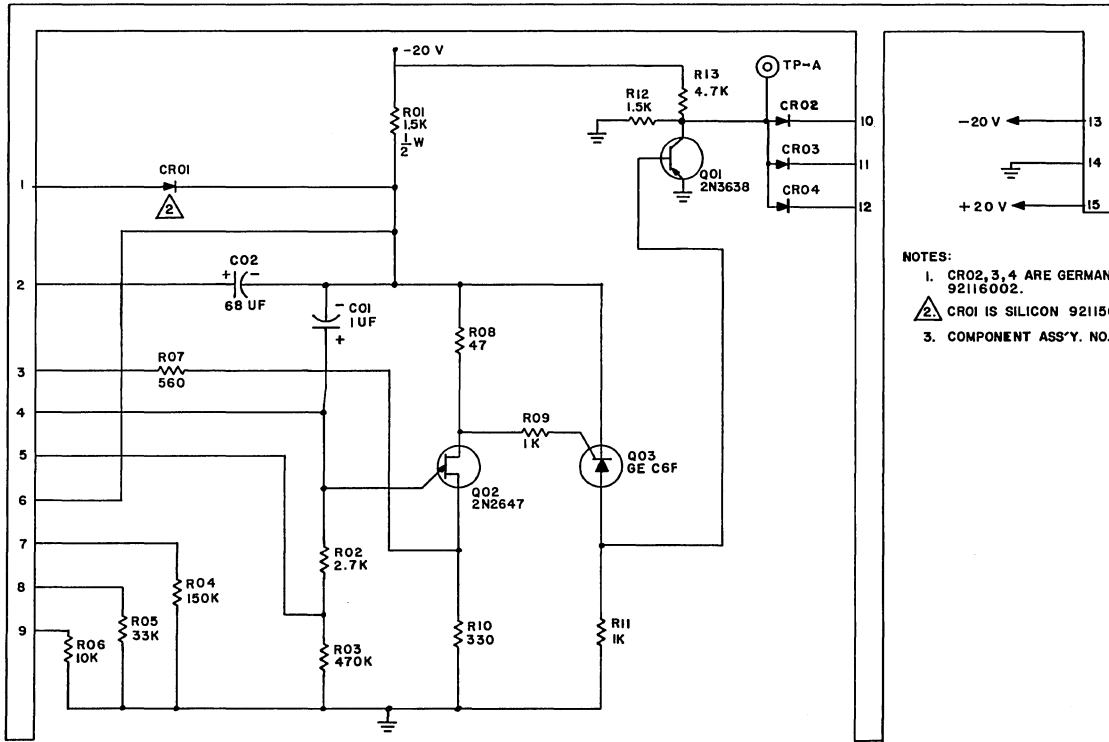 -20 V
R01
1.5K
1/2 W
R12
1.5K
R13
4.7K
TP-A
CR02
10
CR03
11
CR04
12
Q01
2N3638
1
CR01
2
2
C02
+ -
68 UF
-
C01
1UF
+
R08
47
3
R07
560
4
R09
1K
5
Q03
GE C6F
6
Q02
2N2647
7
R04
150K
R02
2.7K
8
R05
33K
9
R06
10K
R03
470K
R10
330
R11
1K
-20 V
13
14
+20 V
15
NOTES:
1. CR02,3,4 ARE GERMAN
92116002.
2. CR01 IS SILICON 92115
3. COMPONENT ASS'Y. NO.